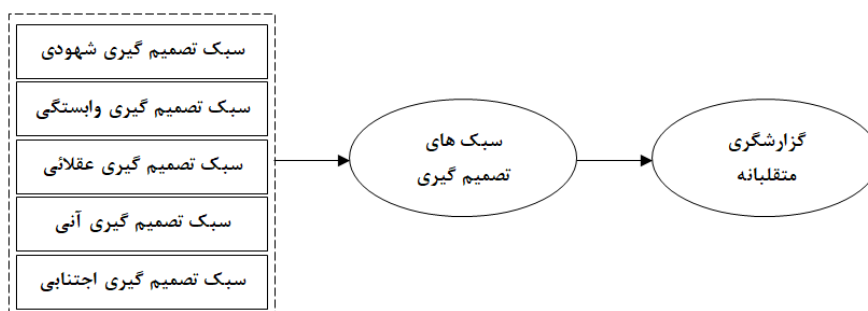 سبک تصمیم گیری شهودی
سبک تصمیم گیری وابستگی
سبک تصمیم گیری عقلائی
سبک تصمیم گیری آنی
سبک تصمیم گیری اجتنابی
سبک های
تصمیم گیری
گزارشگری
متقلبانه